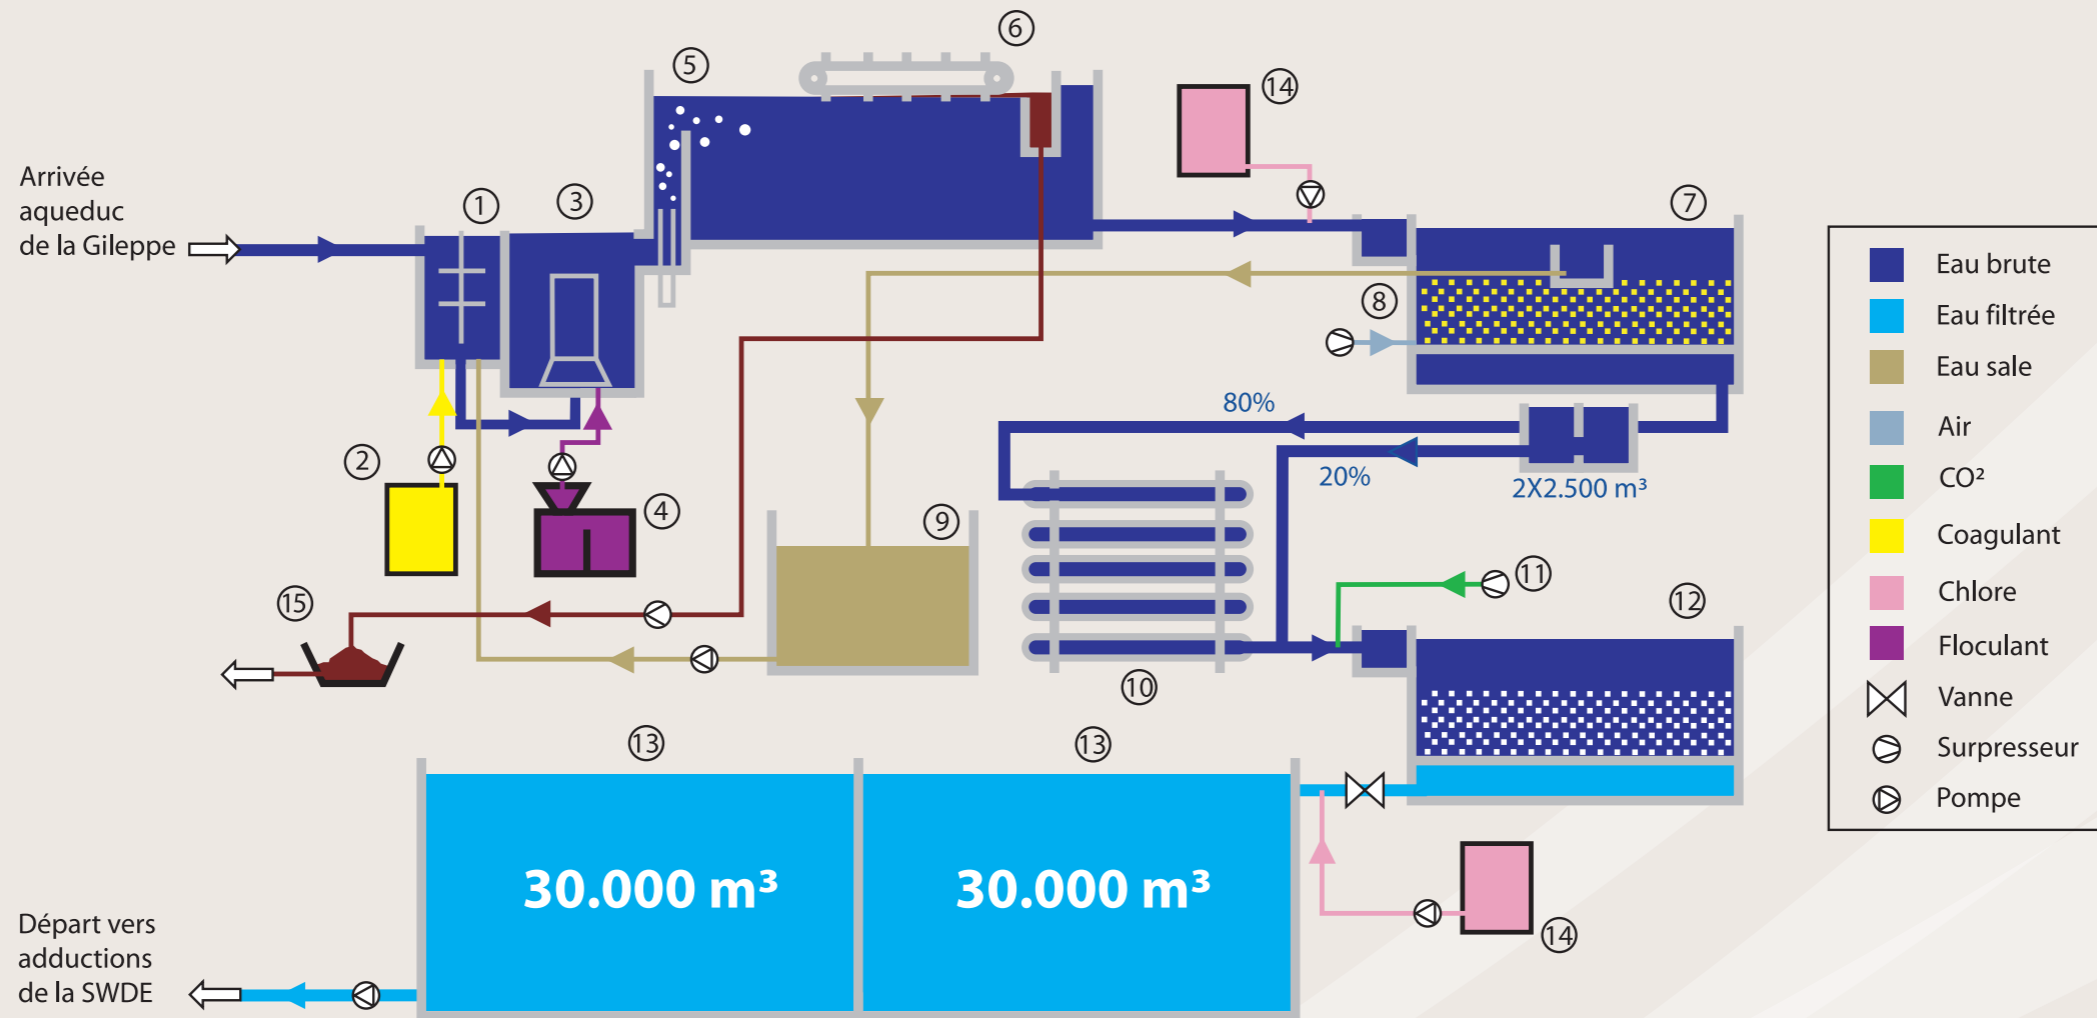 ⑥
⑤
⑭
Arrivée
aqueduc
de la Gileppe
①
③
⑦
⑧
80%
20%
2X2.500 m³
②
④
⑨
⑩
⑪
⑫
⑮
⑬
⑬
30.000 m³
30.000 m³
⑭
Départ vers
adductions
de la SWDE
Eau brute
Eau filtrée
Eau sale
Air
CO²
Coagulant
Chlore
Floculant
Vanne
Surpresseur
Pompe